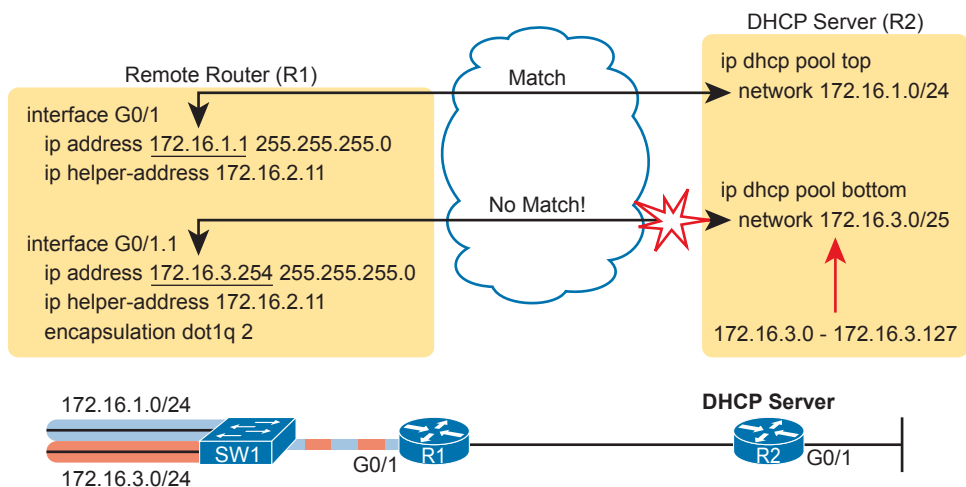 DHCP Server (R2)
Remote Router (R1)
interface G0/1
ip address 172.16.1.1 255.255.255.0
ip helper-address 172.16.2.11
interface G0/1.1
ip address 172.16.3.254 255.255.255.0
ip helper-address 172.16.2.11
encapsulation dot1q 2
Match
No Match!
ip dhcp pool top
network 172.16.1.0/24
ip dhcp pool bottom
network 172.16.3.0/25
172.16.3.0 - 172.16.3.127
172.16.1.0/24
172.16.3.0/24
SW1
G0/1
R1
DHCP Server
R2
G0/1